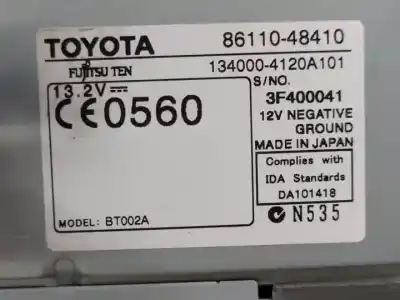 TOYOTA 86110-48410
FUJITSU TEN 134000-4120A101
13.2V S/NO.
CE0560 3F400041
12V NEGATIVE
GROUND
MADE IN JAPAN
Complies with
IDA Standards
DA101418
MODEL: BT002A N535